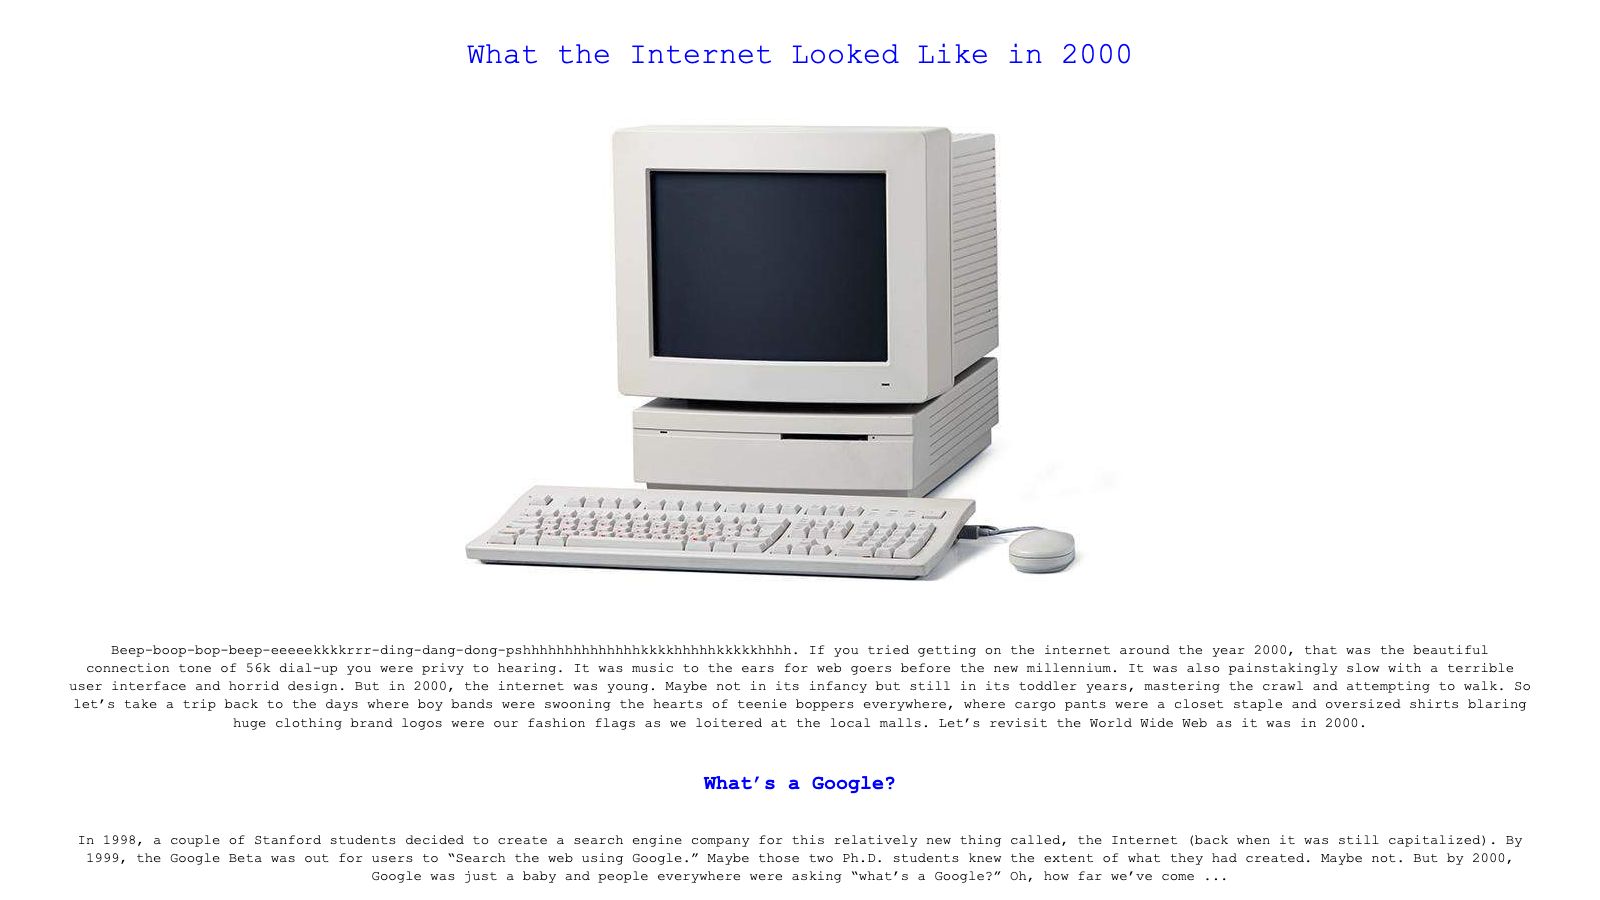 What the Internet Looked Like in 2000
Beep-boop-bop-beep-eeeeekkkkrrr-ding-dang-dong-pshhhhhhhhhhhhhhkkkkhhhhhkkkkkhhhh. If you tried getting on the internet around the year 2000, that was the beautiful
connection tone of 56k dial-up you were privy to hearing. It was music to the ears for web goers before the new millennium. It was also painstakingly slow with a terrible
user interface and horrid design. But in 2000, the internet was young. Maybe not in its infancy but still in its toddler years, mastering the crawl and attempting to walk. So
let’s take a trip back to the days where boy bands were swooning the hearts of teenie boppers everywhere, where cargo pants were a closet staple and oversized shirts blaring
huge clothing brand logos were our fashion flags as we loitered at the local malls. Let’s revisit the World Wide Web as it was in 2000.
What’s a Google?
In 1998, a couple of Stanford students decided to create a search engine company for this relatively new thing called, the Internet (back when it was still capitalized). By
1999, the Google Beta was out for users to “Search the web using Google.” Maybe those two Ph.D. students knew the extent of what they had created. Maybe not. But by 2000,
Google was just a baby and people everywhere were asking “what’s a Google?” Oh, how far we’ve come ...